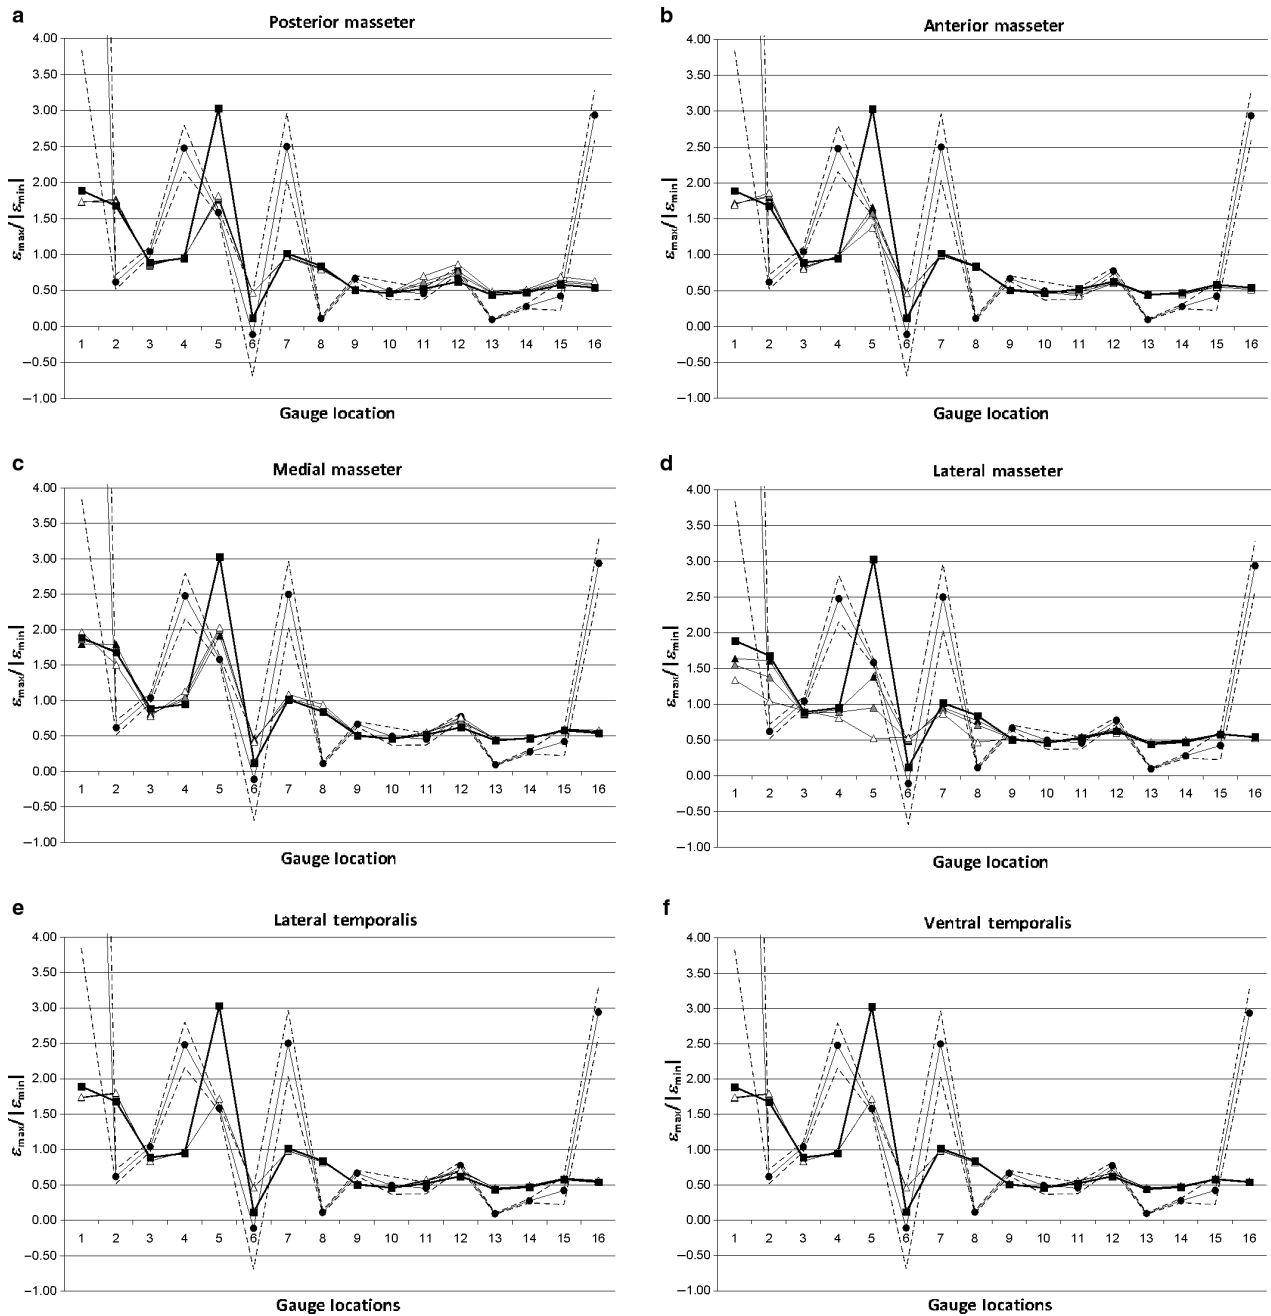 a
Posterior masseter
4.00
3.50
3.00
2.50
2.00
1.50
1.00
0.50
0.00
–0.50
–1.00
εmax/|εmin|
1 2 3 4 5 6 7 8 9 10 11 12 13 14 15 16
Gauge location
b
Anterior masseter
4.00
3.50
3.00
2.50
2.00
1.50
1.00
0.50
0.00
–0.50
–1.00
εmax/|εmin|
1 2 3 4 5 6 7 8 9 10 11 12 13 14 15 16
Gauge location
c
Medial masseter
4.00
3.50
3.00
2.50
2.00
1.50
1.00
0.50
0.00
–0.50
–1.00
εmax/|εmin|
1 2 3 4 5 6 7 8 9 10 11 12 13 14 15 16
Gauge location
d
Lateral masseter
4.00
3.50
3.00
2.50
2.00
1.50
1.00
0.50
0.00
–0.50
–1.00
εmax/|εmin|
1 2 3 4 5 6 7 8 9 10 11 12 13 14 15 16
Gauge location
e
Lateral temporalis
4.00
3.50
3.00
2.50
2.00
1.50
1.00
0.50
0.00
–0.50
–1.00
εmax/|εmin|
1 2 3 4 5 6 7 8 9 10 11 12 13 14 15 16
Gauge locations
f
Ventral temporalis
4.00
3.50
3.00
2.50
2.00
1.50
1.00
0.50
0.00
–0.50
–1.00
εmax/|εmin|
1 2 3 4 5 6 7 8 9 10 11 12 13 14 15 16
Gauge locations